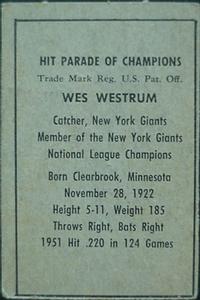 HIT PARADE OF CHAMPIONS
Trade Mark Reg. U.S. Pat. Off.
WES WESTRUM
Catcher, New York Giants
Member of the New York Giants
National League Champions
Born Clearbrook, Minnesota
November 28, 1922
Height 5-11, Weight 185
Throws Right, Bats Right
1951 Hit .220 in 124 Games